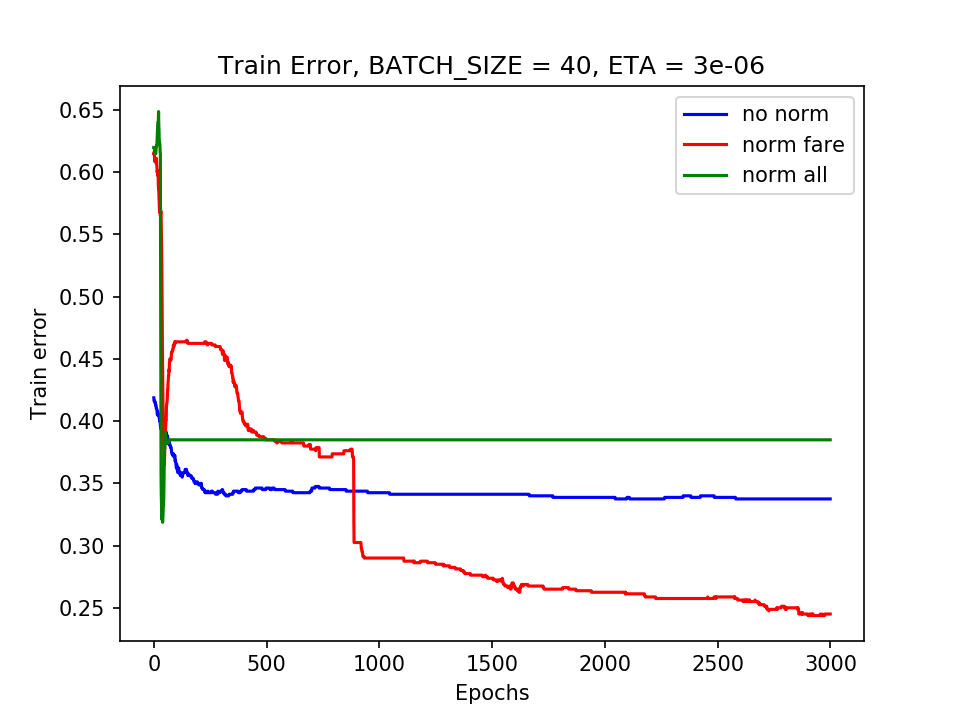 Train Error, BATCH_SIZE = 40, ETA = 3e-06
no norm
norm fare
norm all
Train error
0.65
0.60
0.55
0.50
0.45
0.40
0.35
0.30
0.25
0 500 1000 1500 2000 2500 3000
Epochs